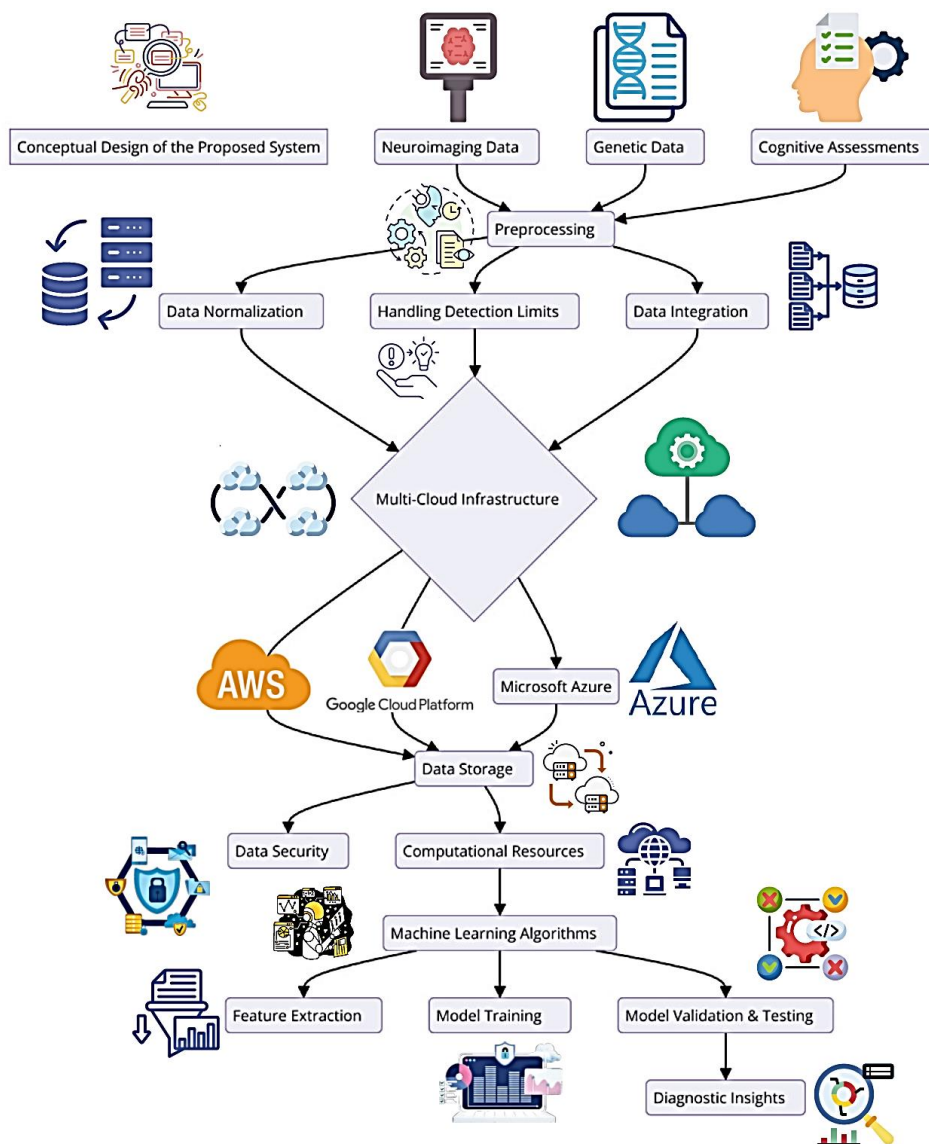 Conceptual Design of the Proposed System
Neuroimaging Data
Genetic Data
Cognitive Assessments
Preprocessing
Data Normalization
Handling Detection Limits
Data Integration
Multi-Cloud Infrastructure
AWS
Google Cloud Platform
Microsoft Azure
Azure
Data Storage
Data Security
Computational Resources
Machine Learning Algorithms
</>
Feature Extraction
Model Training
Model Validation & Testing
Diagnostic Insights